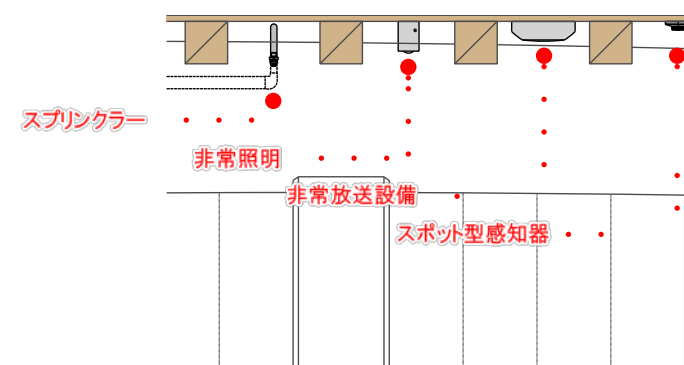 スプリンクラー
非常照明
非常放送設備
スポット型感知器